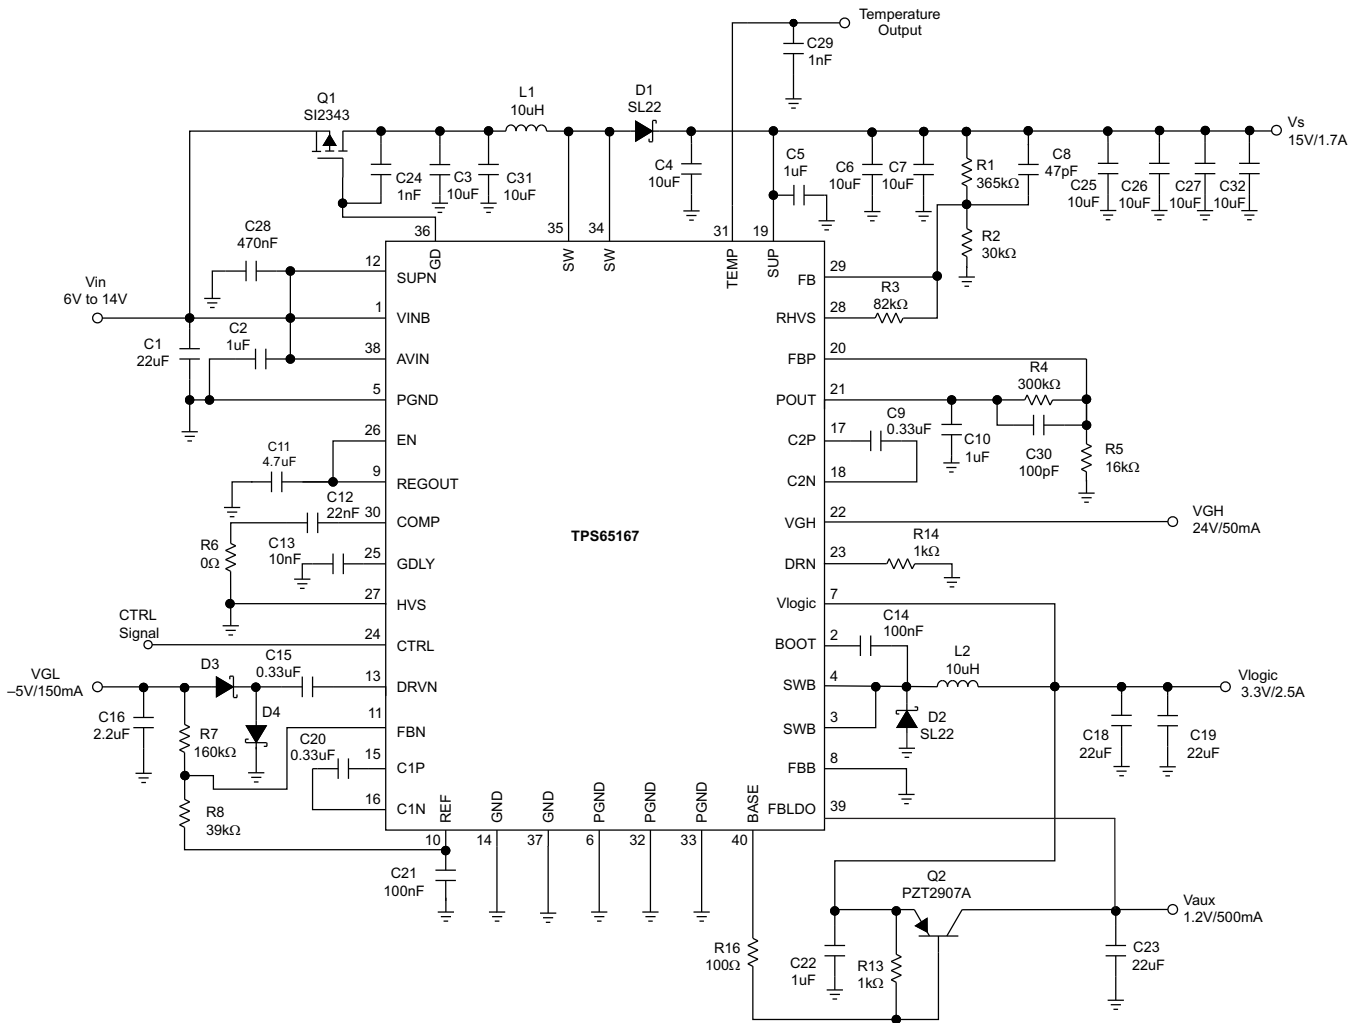 Temperature
Output
C29
1nF
Q1
SI2343
L1
10uH
D1
SL22
Vs
15V/1.7A
C24
1nF
C3
10uF
C31
10uF
C4
10uF
C5
1uF
C6
10uF
C7
10uF
R1
365kΩ
C8
47pF
C25
10uF
C26
10uF
C27
10uF
C32
10uF
R2
30kΩ
36
35
34
31
19
GD
SW
SW
TEMP
SUP
C28
470nF
12
SUPN
29
FB
Vin
6V to 14V
1
VINB
R3
82kΩ
28
RHVS
C1
22uF
C2
1uF
38
AVIN
20
FBP
5
PGND
21
POUT
R4
300kΩ
C30
100pF
C10
1uF
R5
16kΩ
26
EN
17
C2P
C9
0.33uF
C11
4.7uF
9
REGOUT
18
C2N
C12
22nF
30
COMP
TPS65167
22
VGH
VGH
24V/50mA
R6
0Ω
C13
10nF
25
GDLY
23
DRN
R14
1kΩ
27
HVS
7
Vlogic
CTRL
Signal
24
CTRL
2
BOOT
C14
100nF
VGL
–5V/150mA
D3
C15
0.33uF
13
DRVN
4
SWB
L2
10uH
Vlogic
3.3V/2.5A
C16
2.2uF
R7
160kΩ
D4
11
FBN
3
SWB
D2
SL22
C18
22uF
C19
22uF
C20
0.33uF
15
C1P
8
FBB
R8
39kΩ
16
C1N
39
FBLDO
REF
GND
GND
PGND
PGND
PGND
BASE
10
14
37
6
32
33
40
C21
100nF
Q2
PZT2907A
Vaux
1.2V/500mA
R16
100Ω
C22
1uF
R13
1kΩ
C23
22uF